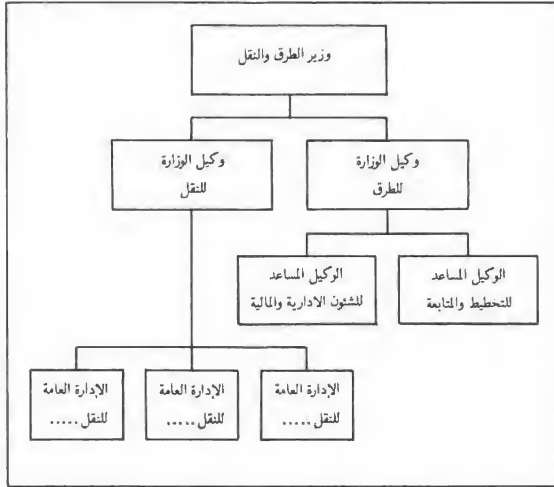 وزير الطرق والنقل
وكيل الوزارة
للطرق
وكيل الوزارة
للنقل
الوكيل المساعد
للتحطيط والمتابعة
الوكيل المساعد
للشئون الادارية والمالية
الإدارة العامة
للنقل .....
الإدارة العامة
للنقل .....
الإدارة العامة
للنقل .....